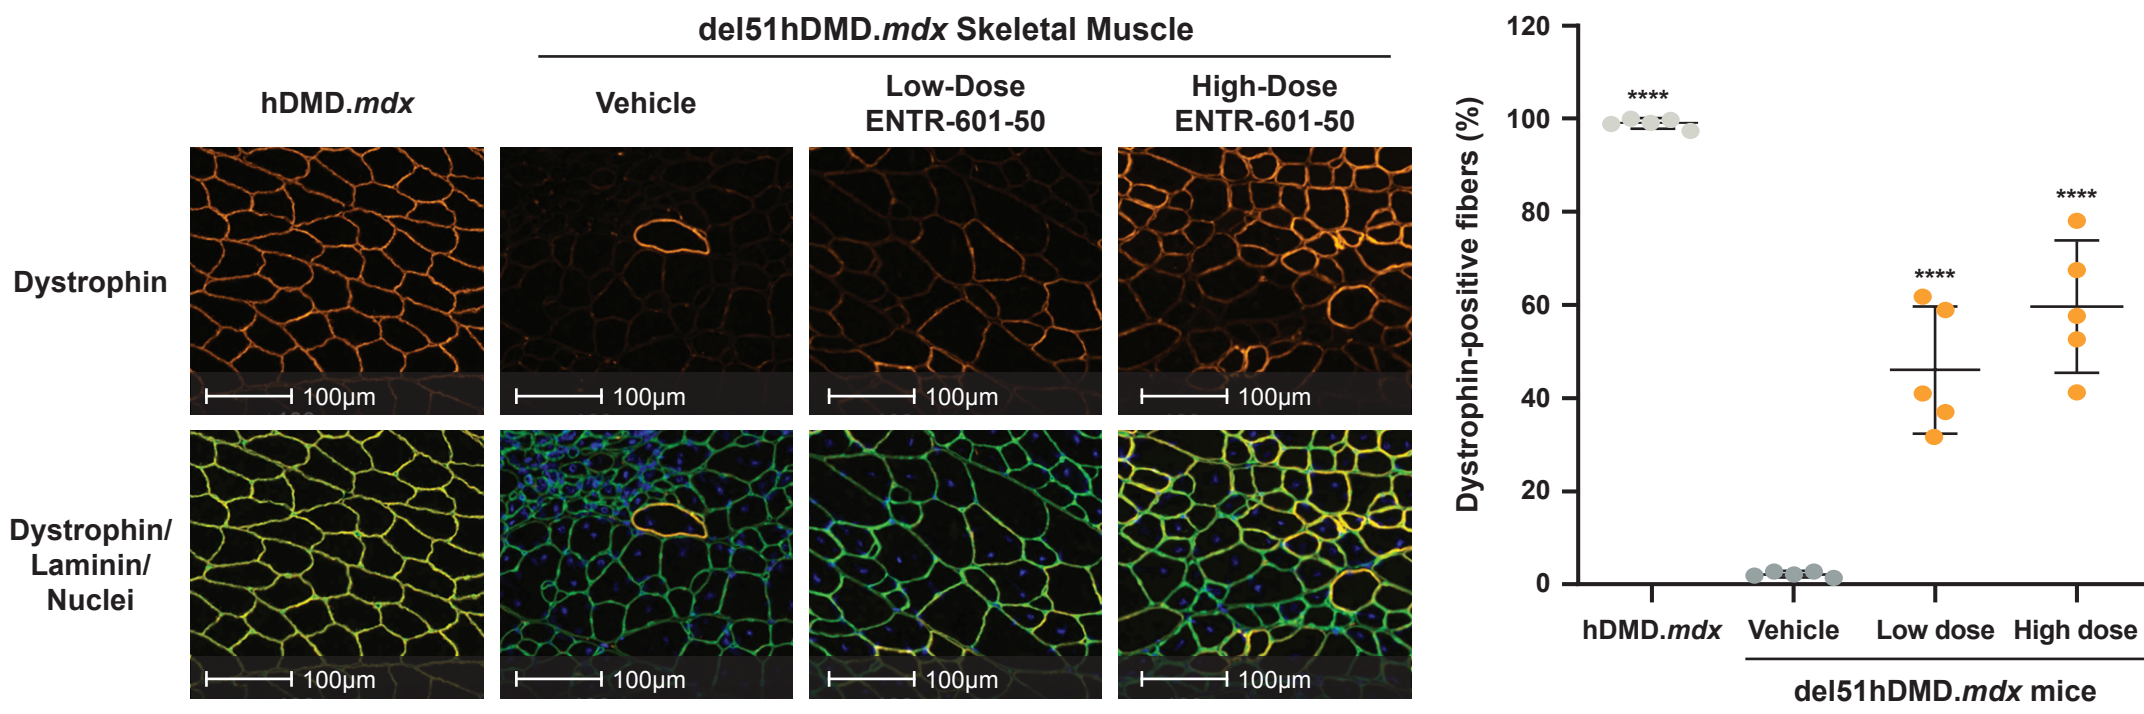 del51hDMD.mdx Skeletal Muscle
hDMD.mdx
Vehicle
Low-Dose
ENTR-601-50
High-Dose
ENTR-601-50
Dystrophin
100µm
100µm
100µm
100µm
Dystrophin/
Laminin/
Nuclei
100µm
100µm
100µm
100µm
Dystrophin-positive fibers (%)
120
100
80
60
40
20
0
****
****
****
hDMD.mdx
Vehicle
Low dose
High dose
del51hDMD.mdx mice